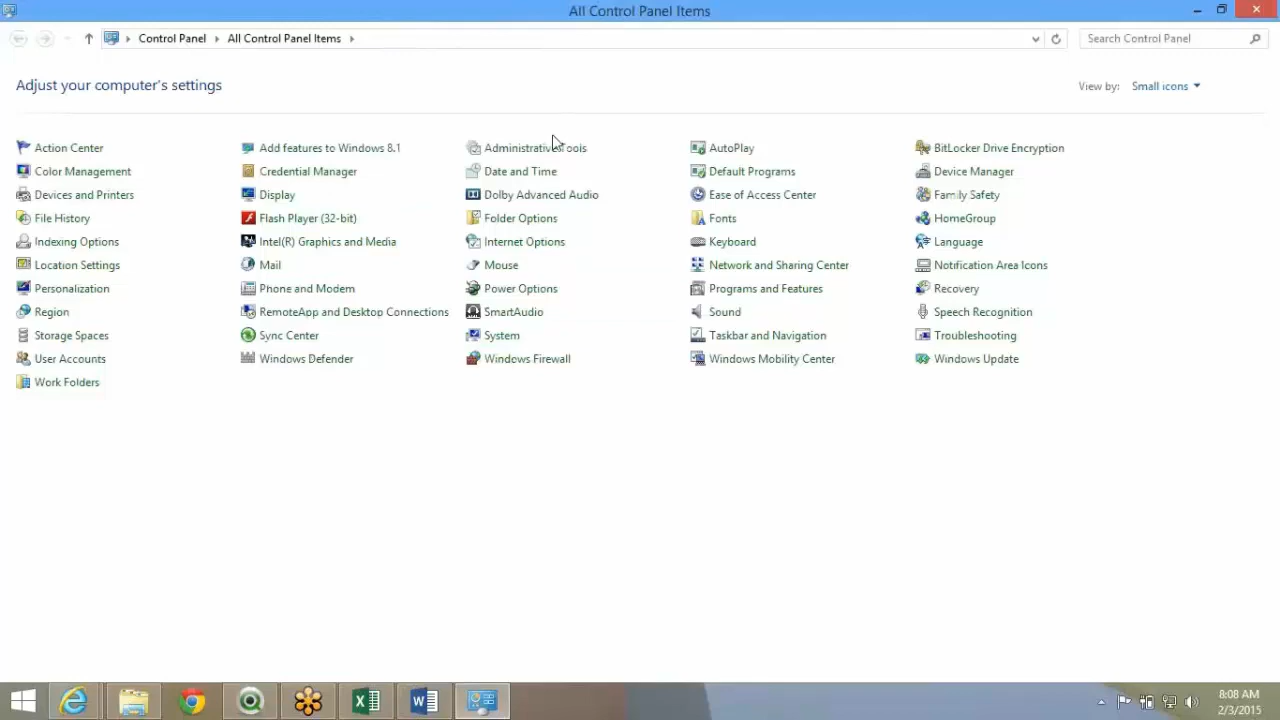 All Control Panel Items
Control Panel All Control Panel Items Search Control Panel
Adjust your computer's settings View by: Small icons
Action Center Add features to Windows 8.1 Administrative Tools AutoPlay BitLocker Drive Encryption
Color Management Credential Manager Date and Time Default Programs Device Manager
Devices and Printers Display Dolby Advanced Audio Ease of Access Center Family Safety
File History Flash Player (32-bit) Folder Options Fonts HomeGroup
Indexing Options Intel(R) Graphics and Media Internet Options Keyboard Language
Location Settings Mail Mouse Network and Sharing Center Notification Area Icons
Personalization Phone and Modem Power Options Programs and Features Recovery
Region RemoteApp and Desktop Connections SmartAudio Sound Speech Recognition
Storage Spaces Sync Center System Taskbar and Navigation Troubleshooting
User Accounts Windows Defender Windows Firewall Windows Mobility Center Windows Update
Work Folders
8:08 AM
2/3/2015